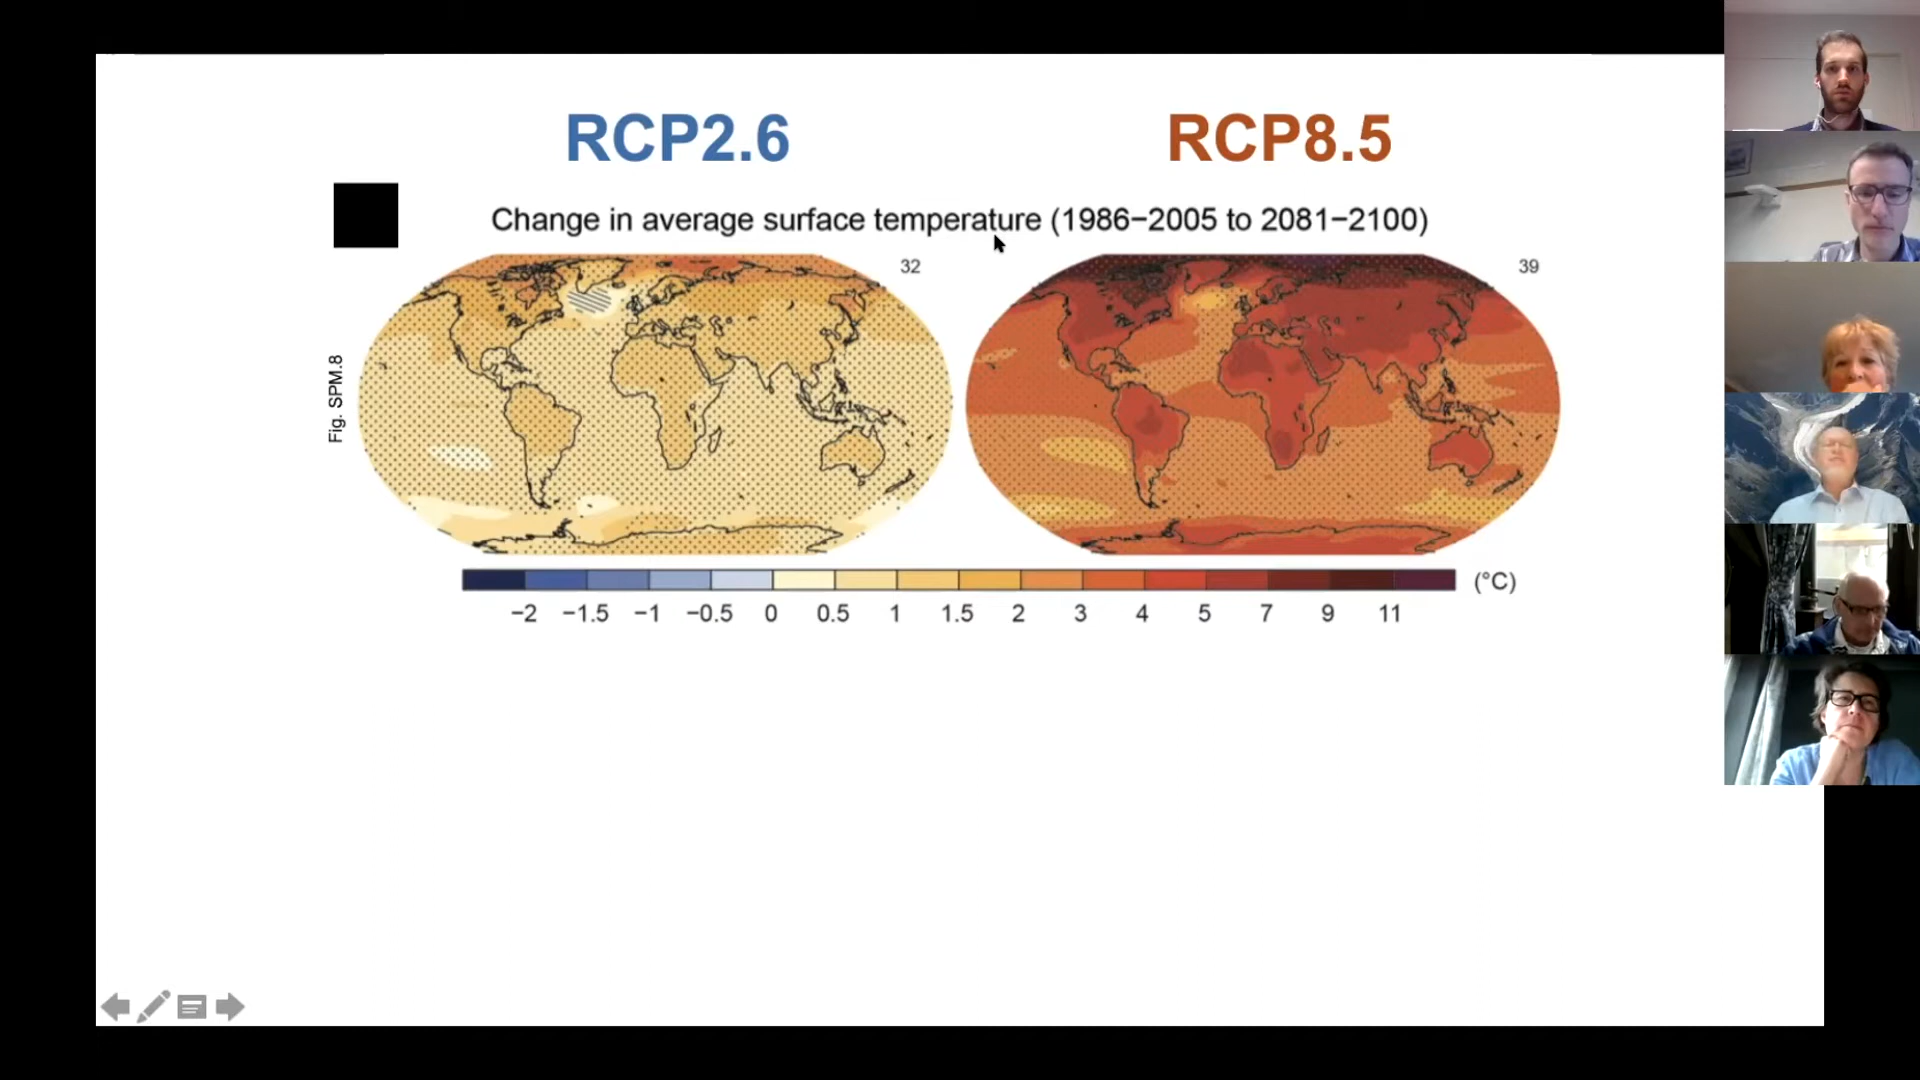 RCP2.6 RCP8.5
Change in average surface temperature (1986−2005 to 2081−2100)
32 39
Fig. SPM.8
(°C)
−2 −1.5 −1 −0.5 0 0.5 1 1.5 2 3 4 5 7 9 11